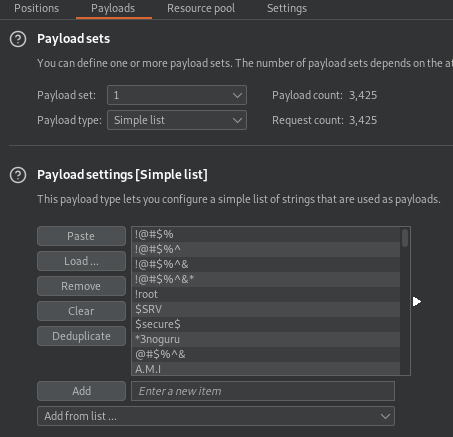 Positions Payloads Resource pool Settings
Payload sets
You can define one or more payload sets. The number of payload sets depends on the at
Payload set: 1 Payload count: 3,425
Payload type: Simple list Request count: 3,425
Payload settings [Simple list]
This payload type lets you configure a simple list of strings that are used as payloads.
Paste
Load ...
Remove
Clear
Deduplicate
!@#$%
!@#$%^
!@#$%^&
!@#$%^&*
!root
$SRV
$secure$
*3noguru
@#$%^&
A.M.I
Add Enter a new item
Add from list ...